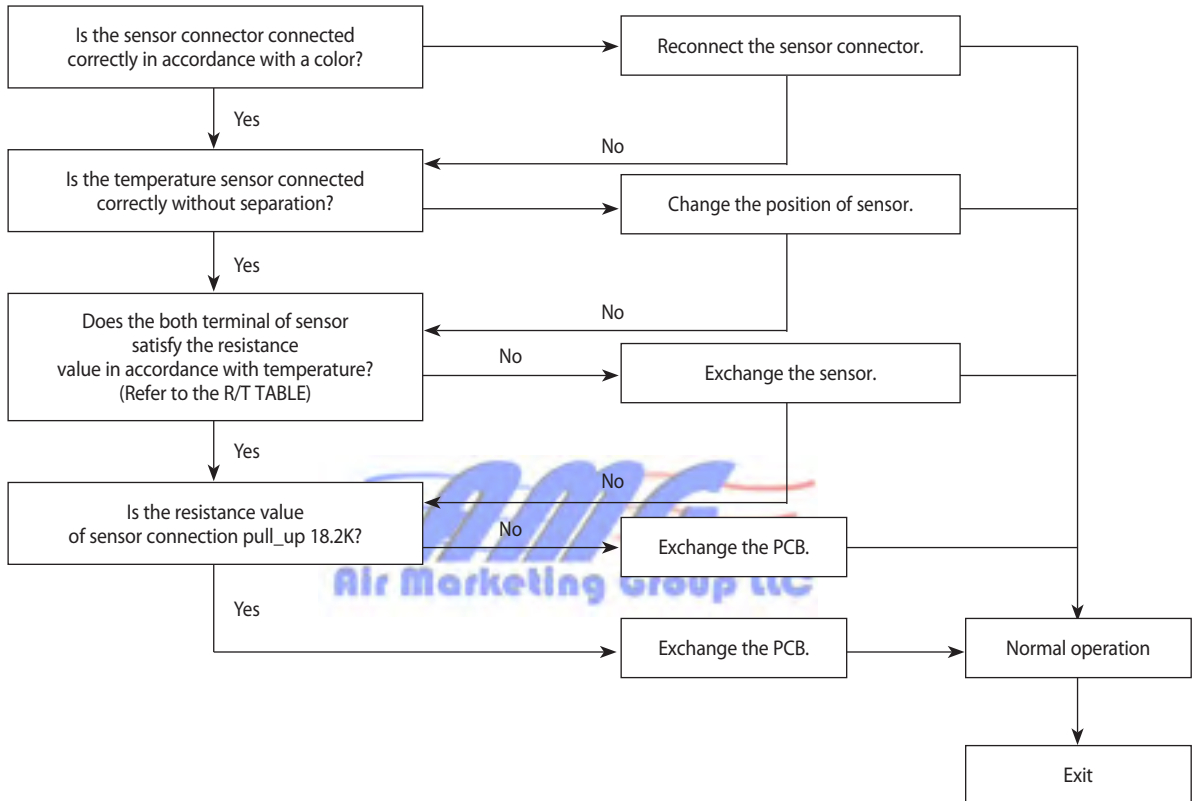 Is the sensor connector connected
correctly in accordance with a color?
Reconnect the sensor connector.
Yes
No
Is the temperature sensor connected
correctly without separation?
Change the position of sensor.
Yes
No
Does the both terminal of sensor
satisfy the resistance
value in accordance with temperature?
(Refer to the R/T TABLE)
No
Exchange the sensor.
Yes
No
AMG
Air Marketing Group LLC
Is the resistance value
of sensor connection pull_up 18.2K?
No
Exchange the PCB.
Yes
Exchange the PCB.
Normal operation
Exit